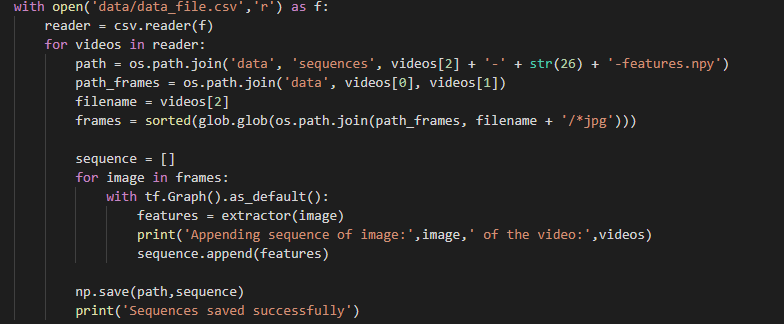 with open('data/data_file.csv','r') as f:
reader = csv.reader(f)
for videos in reader:
path = os.path.join('data', 'sequences', videos[2] + '-' + str(26) + '-features.npy')
path_frames = os.path.join('data', videos[0], videos[1])
filename = videos[2]
frames = sorted(glob.glob(os.path.join(path_frames, filename + '/*jpg')))
sequence = []
for image in frames:
with tf.Graph().as_default():
features = extractor(image)
print('Appending sequence of image:',image,' of the video:',videos)
sequence.append(features)
np.save(path,sequence)
print('Sequences saved successfully')